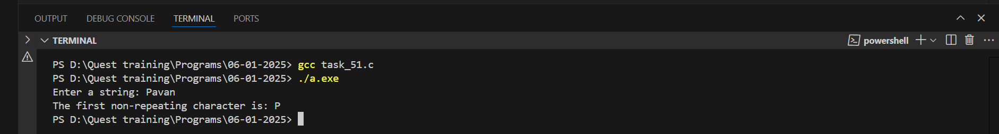 OUTPUT DEBUG CONSOLE TERMINAL PORTS
TERMINAL
powershell
PS D:\Quest training\Programs\06-01-2025> gcc task_51.c
PS D:\Quest training\Programs\06-01-2025> ./a.exe
Enter a string: Pavan
The first non-repeating character is: P
PS D:\Quest training\Programs\06-01-2025>